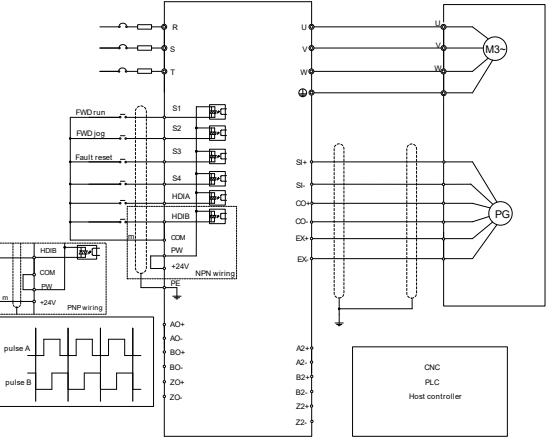 R
S
T
U
V
W
U
V
W
M3~
FWD run
FWD jog
Fault reset
S1
S2
S3
S4
HDIA
HDIB
COM
PW
+24V
PE
NPN wiring
m
HDIB
COM
PW
+24V
m
PNP wiring
SI+
SI-
CO+
CO-
EX+
EX-
PG
pulse A
pulse B
AO+
AO-
BO+
BO-
ZO+
ZO-
A2+
A2-
B2+
B2-
Z2+
Z2-
CNC
PLC
Host controller